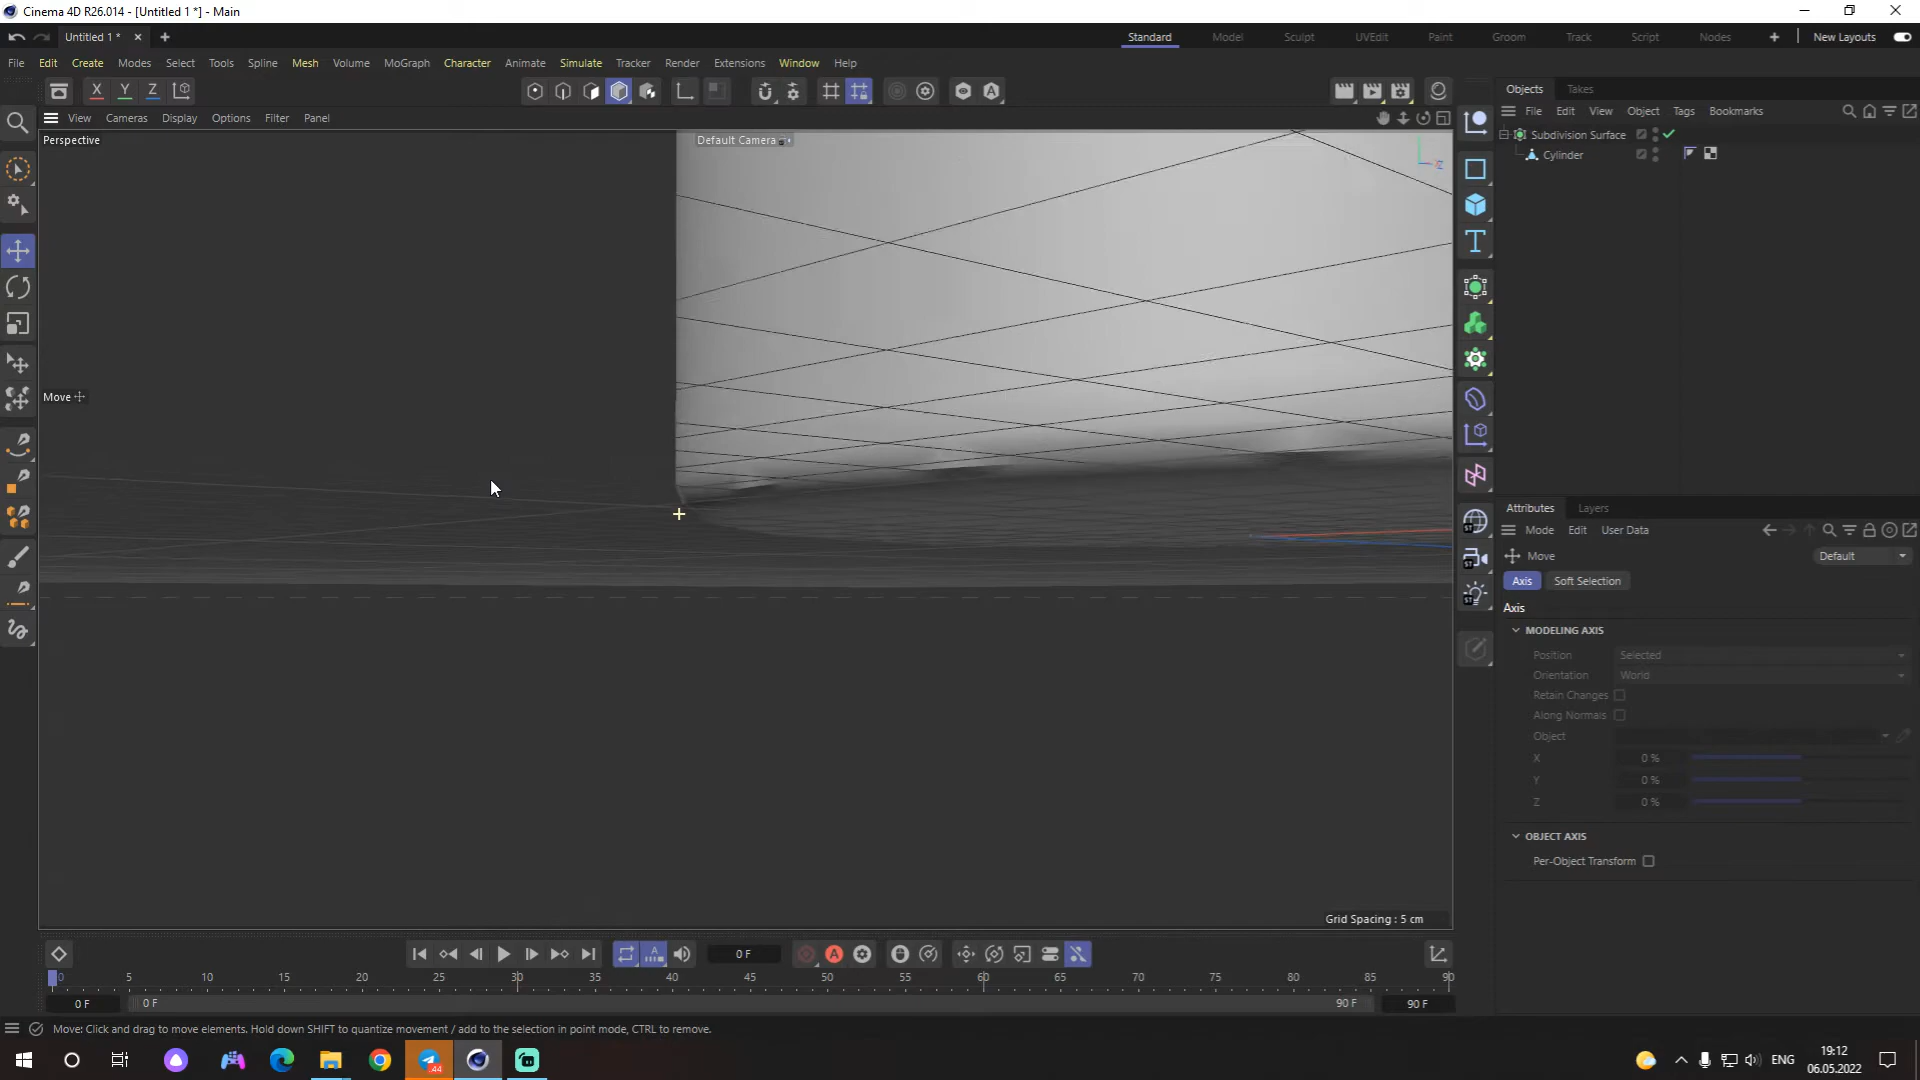 Cinema 4D R26.014 - [Untitled 1 *] - Main
Untitled 1 *
Standard Model Sculpt UVEdit Paint Groom Track Script Nodes New Layouts
File Edit Create Modes Select Tools Spline Mesh Volume MoGraph Character Animate Simulate Tracker Render Extensions Window Help
X Y Z
Objects Takes
View Cameras Display Options Filter Panel
File Edit View Object Tags Bookmarks
Perspective
Default Camera
Subdivision Surface
Cylinder
Move
Attributes Layers
Mode Edit User Data
Move
Default
Axis Soft Selection
Axis
MODELING AXIS
Position Selected
Orientation World
Retain Changes
Along Normals
Object
X 0 %
Y 0 %
Z 0 %
OBJECT AXIS
Per-Object Transform
Grid Spacing : 5 cm
0 F
0 5 10 15 20 25 30 35 40 45 50 55 60 65 70 75 80 85 90
0 F 0 F 90 F 90 F
Move: Click and drag to move elements. Hold down SHIFT to quantize movement / add to the selection in point mode, CTRL to remove.
44
ENG
19:12
06.05.2022